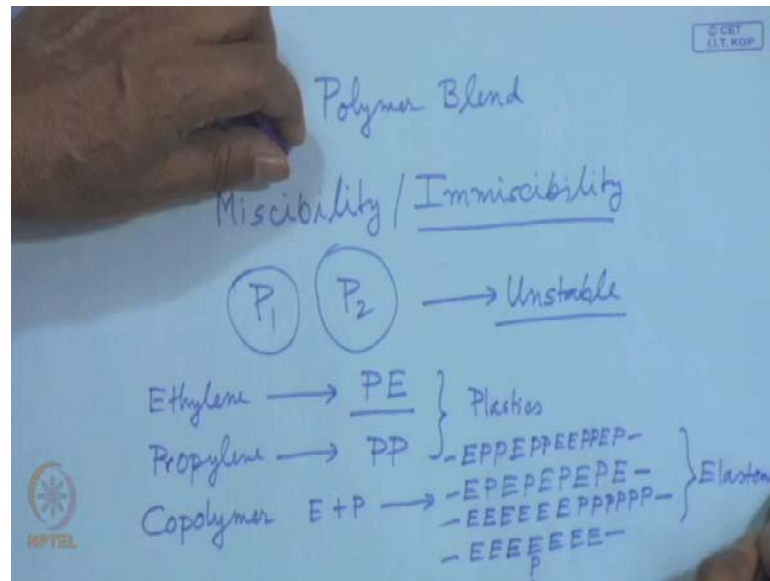 © CET
I.I.T. KGP
Polymer Blend
Miscibility / Immiscibility
P1 P2 → Unstable
Ethylene → PE } Plastics
Propylene → PP
-EPPEPPEEPPEP-
Copolymer E+P → -EPEPEPEPE-
-EEEEEEPPPPPP-
-EEEEEEE-
P
} Elaston
NPTEL